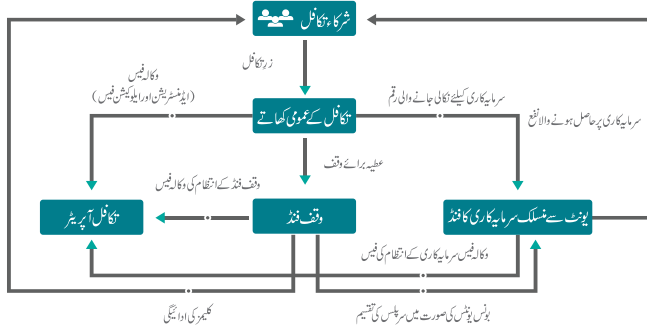 شرکاء تکافل
زرِ تکافل
وکالہ فیس
(ایڈمنسٹریشن اور ایلوکیشن فیس)
تکافل کے عمومی کھاتے
سرمایہ کاری کیلئے نکالی جانے والی رقم
سرمایہ کاری پر حاصل ہونے والا نفع
عطیہ برائے وقف
وقف فنڈ کے انتظام کی وکالہ فیس
یونٹ سے منسلک سرمایہ کاری کا فنڈ
وقف فنڈ
تکافل آپریٹر
وکالہ فیس سرمایہ کاری کے انتظام کی فیس
کلیمز کی ادائیگی
بونس یونٹس کی صورت میں سرپلس کی تقسیم